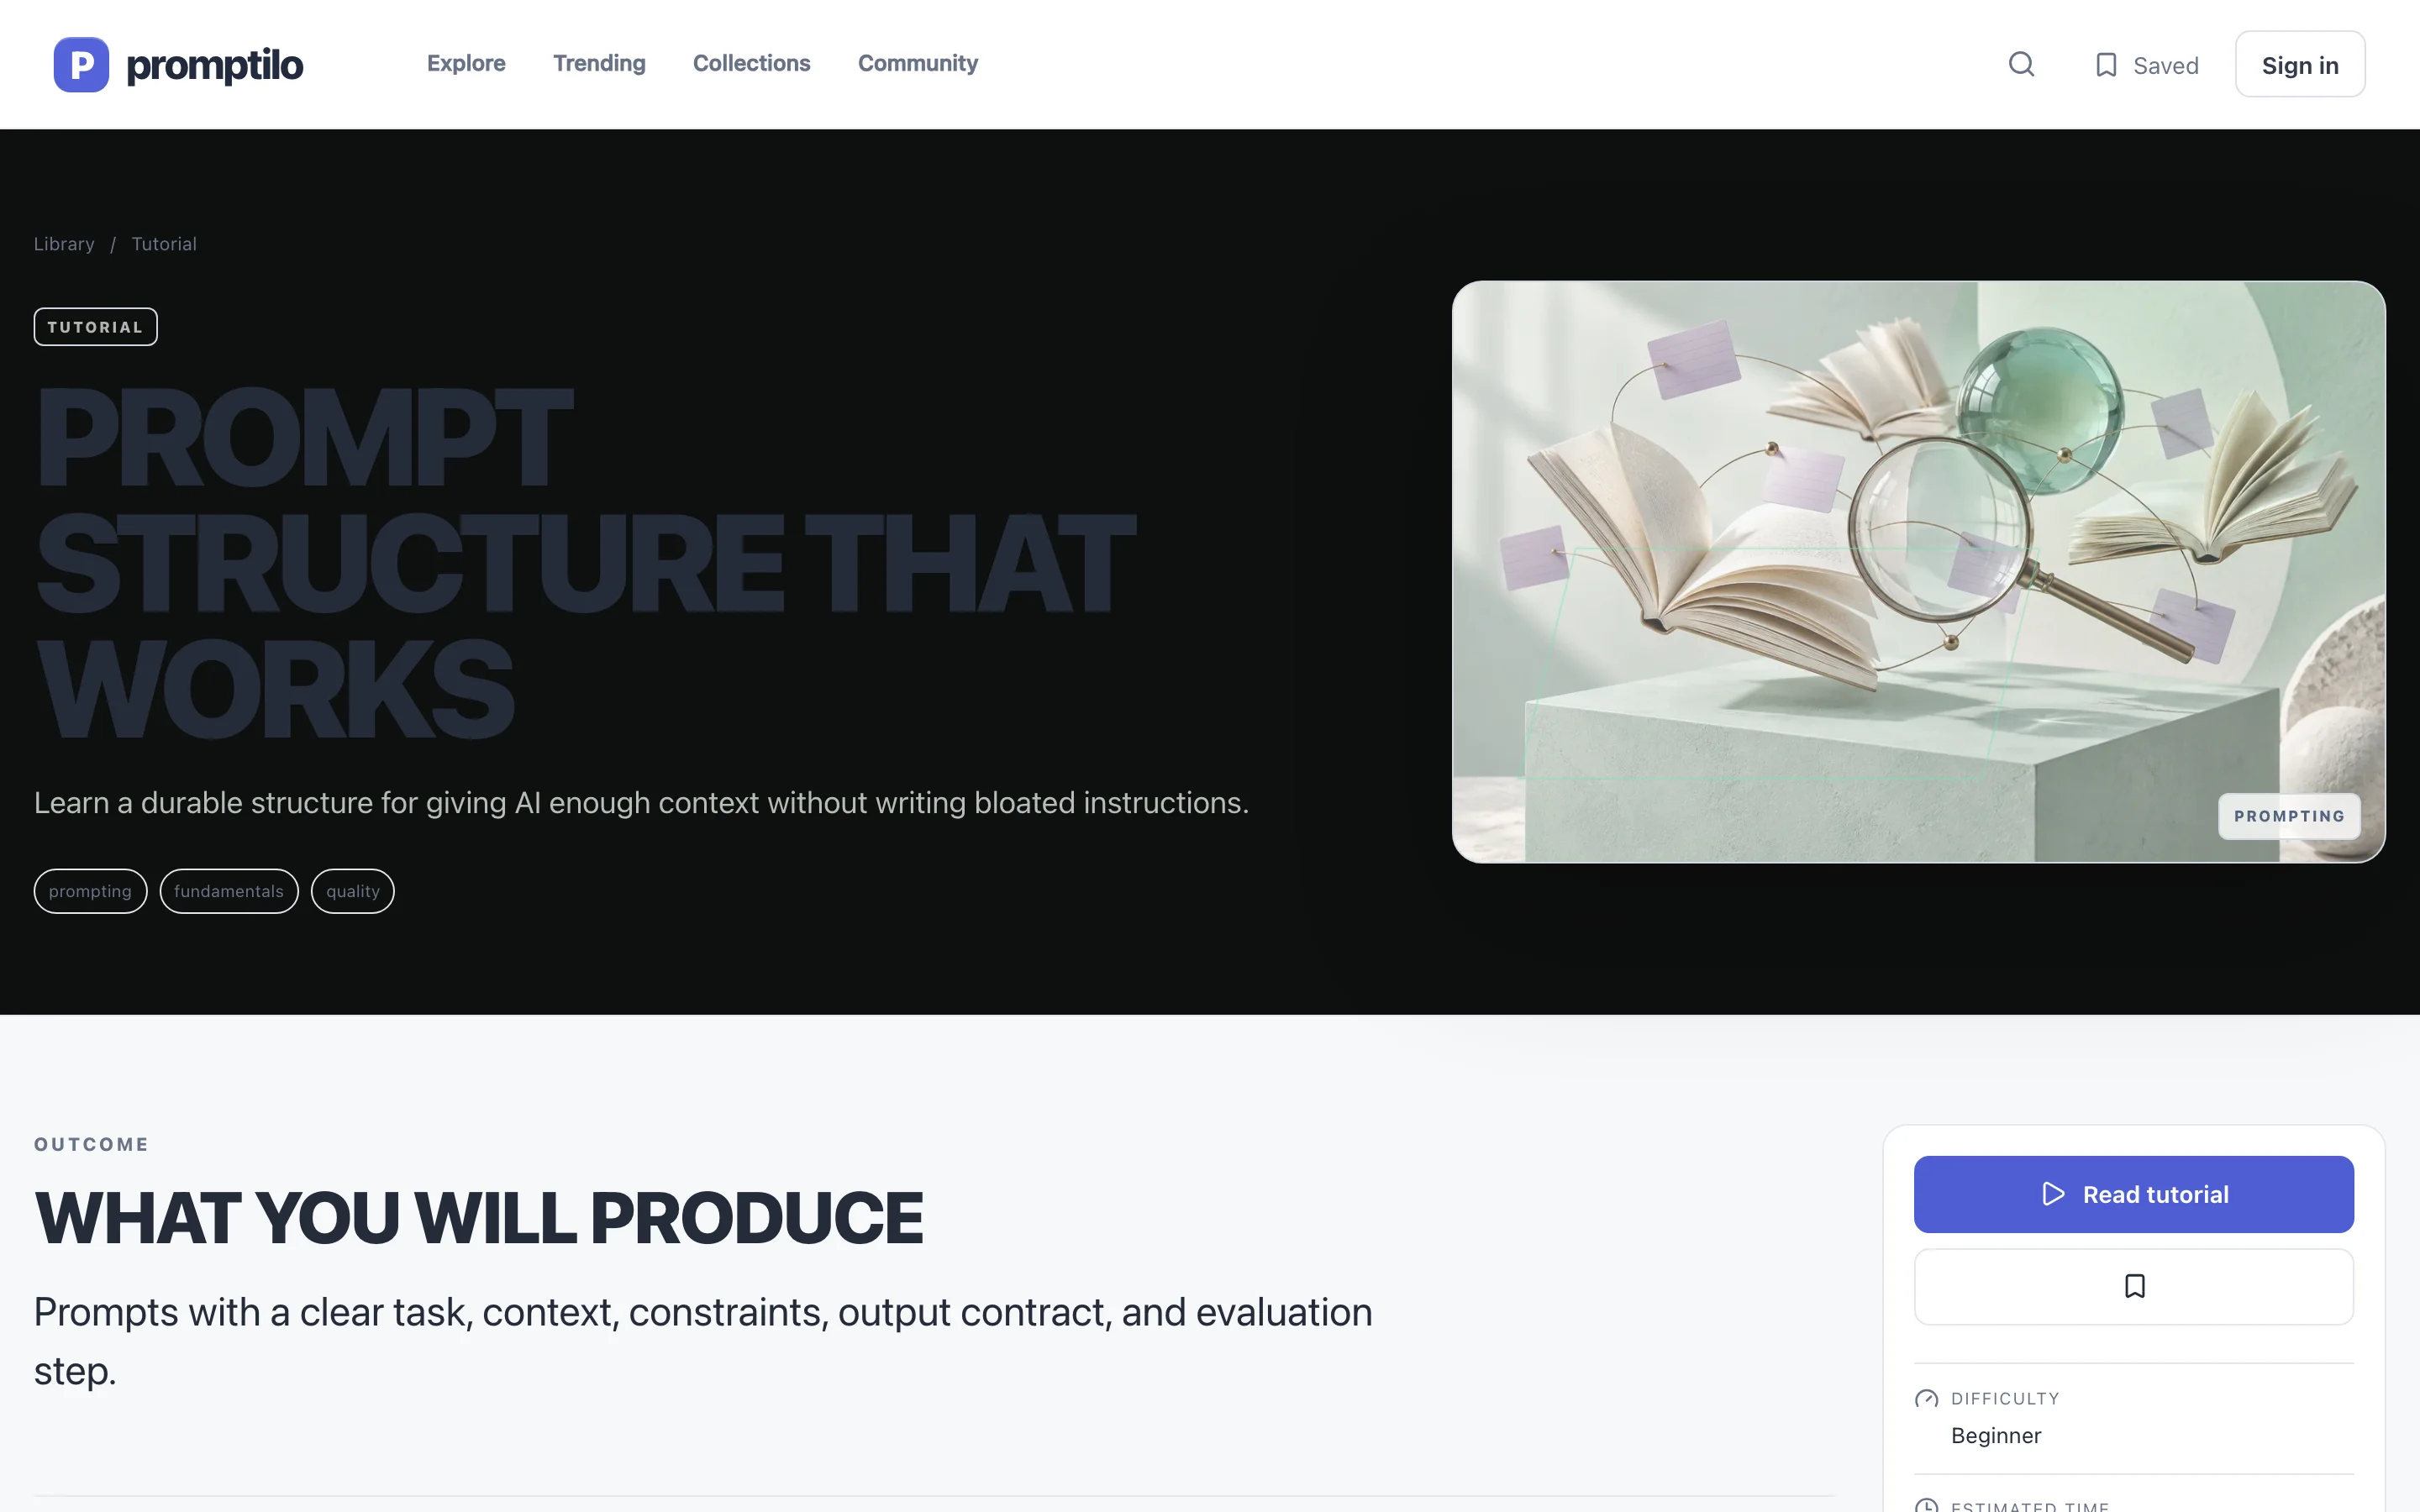 P promptilo
Explore Trending Collections Community
Saved
Sign in
Library / Tutorial
TUTORIAL
PROMPT
STRUCTURE THAT
WORKS
Learn a durable structure for giving AI enough context without writing bloated instructions.
prompting fundamentals quality
PROMPTING
OUTCOME
WHAT YOU WILL PRODUCE
Prompts with a clear task, context, constraints, output contract, and evaluation
step.
Read tutorial
DIFFICULTY
Beginner
ESTIMATED TIME